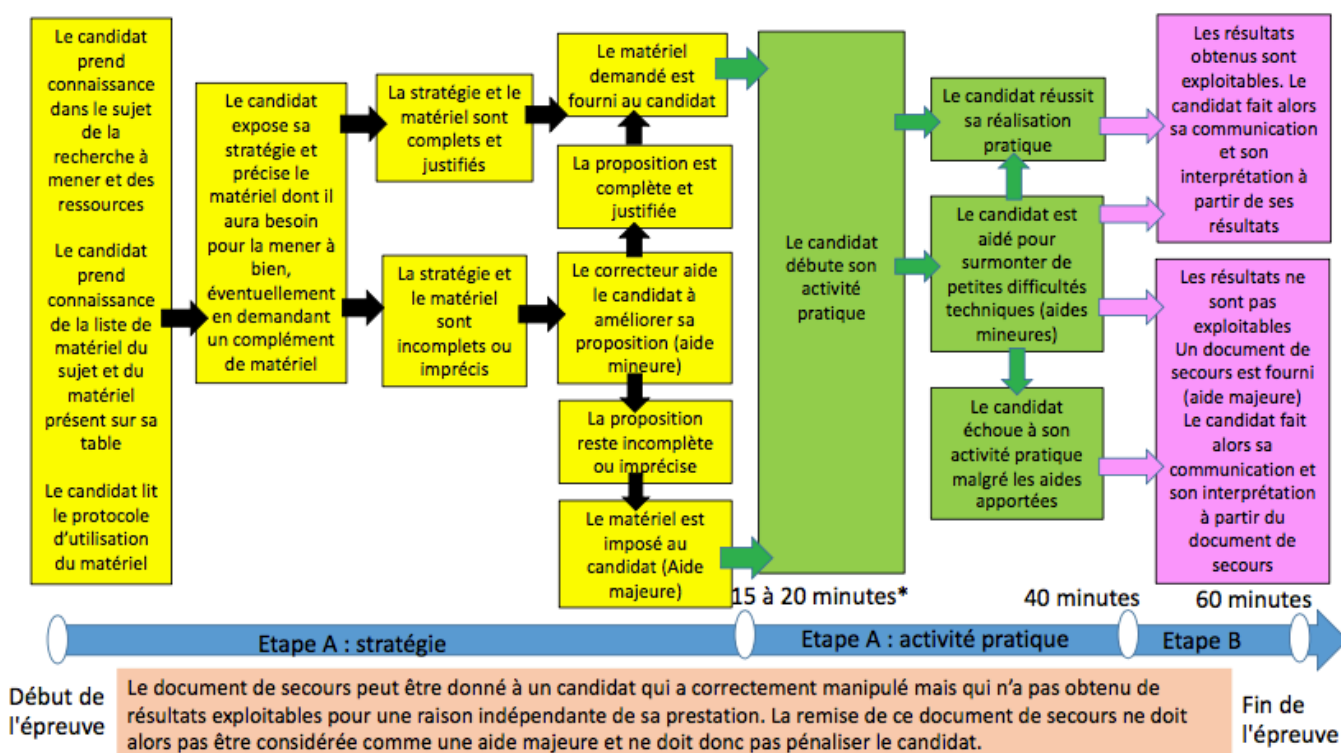 Le candidat
prend
connaissance
dans le sujet
de la
recherche à
mener et des
ressources
Le candidat
prend
connaissance
de la liste de
matériel du
sujet et du
matériel
présent sur sa
table
Le candidat lit
le protocole
d'utilisation
du matériel
Le candidat
expose sa
stratégie et
précise le
matériel dont il
aura besoin
pour la mener à
bien,
éventuellement
en demandant
un complément
de matériel
La stratégie et le
matériel sont
complets et
justifiés
La stratégie et
le matériel
sont
incomplets ou
imprécis
Le matériel
demandé est
fourni au candidat
La proposition est
complète et
justifiée
Le correcteur aide
le candidat à
améliorer sa
proposition (aide
mineure)
La proposition
reste incomplète
ou imprécise
Le matériel est
imposé au
candidat (Aide
majeure)
Le candidat
débute son
activité
pratique
Le candidat réussit
sa réalisation
pratique
Le candidat est
aidé pour
surmonter de
petites difficultés
techniques (aides
mineures)
Le candidat
échoue à son
activité pratique
malgré les aides
apportées
Les résultats
obtenus sont
exploitables. Le
candidat fait alors
sa communication
et son
interprétation à
partir de ses
résultats
Les résultats ne
sont pas
exploitables
Un document de
secours est fourni
(aide majeure)
Le candidat fait
alors sa
communication et
son interprétation
à partir du
document de
secours
15 à 20 minutes*
40 minutes
60 minutes
Etape A : stratégie
Etape A : activité pratique
Etape B
Début de
l'épreuve
Le document de secours peut être donné à un candidat qui a correctement manipulé mais qui n'a pas obtenu de
résultats exploitables pour une raison indépendante de sa prestation. La remise de ce document de secours ne doit
alors pas être considérée comme une aide majeure et ne doit donc pas pénaliser le candidat.
Fin de
l'épreuve